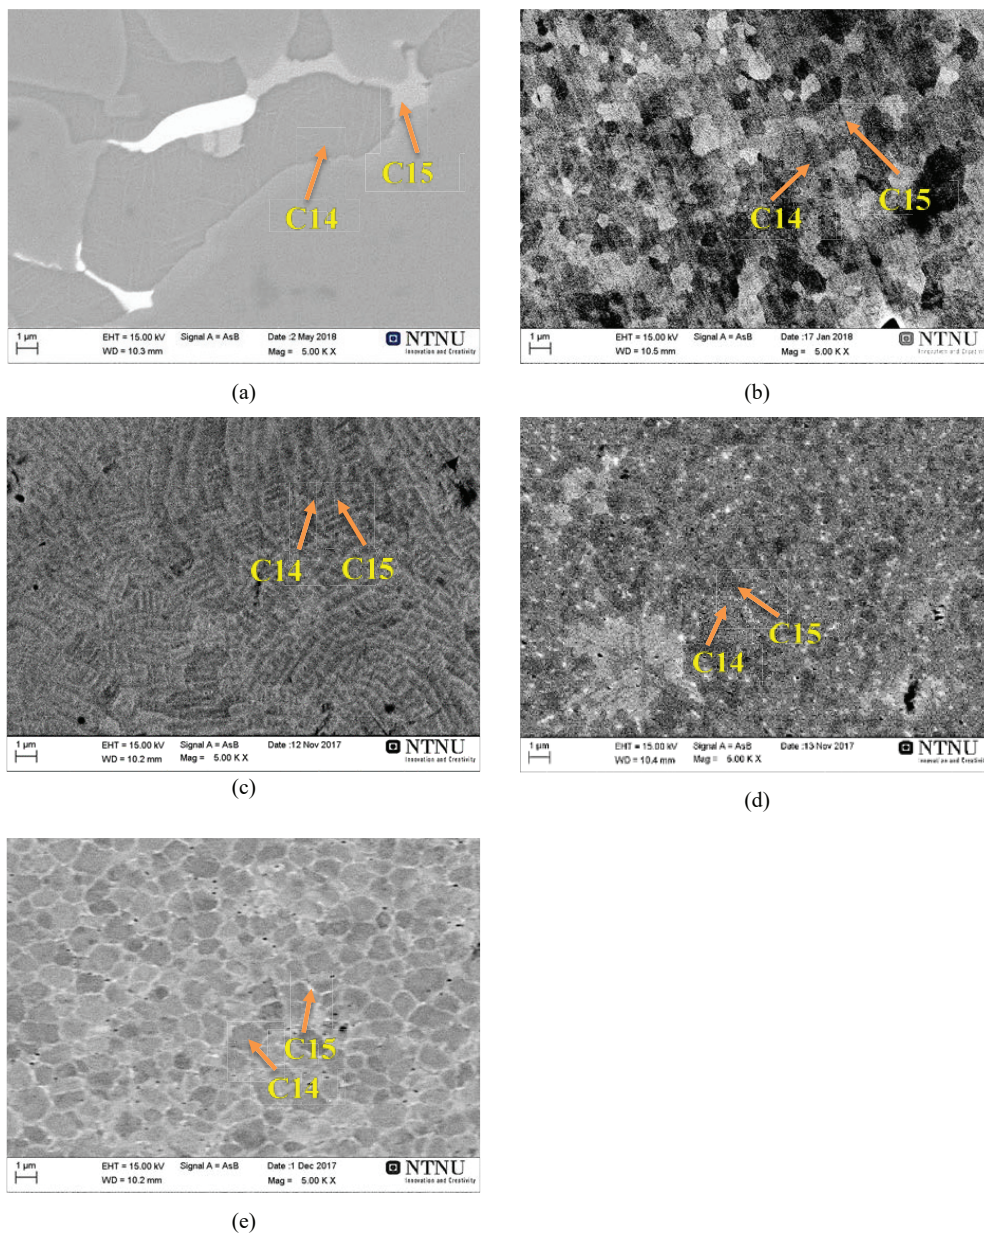 C15
C14
1 µm
EHT = 15.00 kV
Signal A = AsB
Date :2 May 2018
NTNU
WD = 10.3 mm
Mag = 5.00 K X
Innovation and Creativity
(a)
C15
C14
1 µm
EHT = 15.00 kV
Signal A = AsB
Date :17 Jan 2018
NTNU
WD = 10.5 mm
Mag = 5.00 K X
(b)
C14
C15
1 µm
EHT = 15.00 kV
Signal A = AsB
Date :12 Nov 2017
NTNU
WD = 10.2 mm
Mag = 5.00 K X
Innovation and Creativity
(c)
C15
C14
1 µm
EHT = 15.00 kV
Signal A = AsB
Date :13 Nov 2017
NTNU
WD = 10.4 mm
Mag = 5.00 K X
Innovation and Creativity
(d)
C15
C14
1 µm
EHT = 15.00 kV
Signal A = AsB
Date :1 Dec 2017
NTNU
WD = 10.2 mm
Mag = 5.00 K X
Innovation and Creativity
(e)